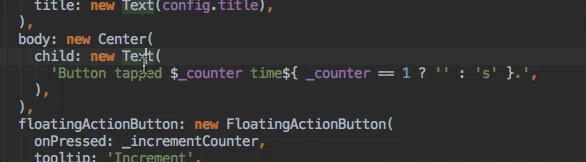 title: new Text(config.title),
),
body: new Center(
child: new Text(
'Button tapped $_counter time${ _counter == 1 ? '' : 's' }.',
),
),
floatingActionButton: new FloatingActionButton(
onPressed: _incrementCounter,
tooltip: 'Increment',